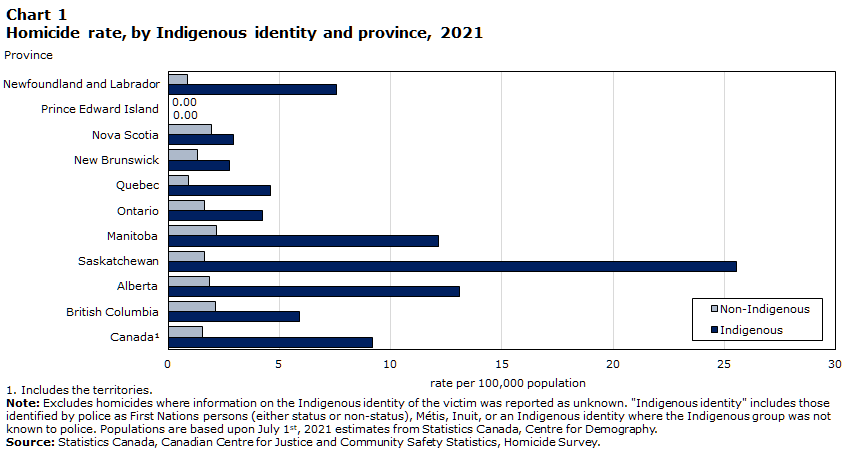 Chart 1
Homicide rate, by Indigenous identity and province, 2021
Province
Newfoundland and Labrador
0.00
Prince Edward Island
0.00
Nova Scotia
New Brunswick
Quebec
Ontario
Manitoba
Saskatchewan
Alberta
British Columbia
Canada¹
Non-Indigenous
Indigenous
0 5 10 15 20 25 30
rate per 100,000 population
1. Includes the territories.
Note: Excludes homicides where information on the Indigenous identity of the victim was reported as unknown. "Indigenous identity" includes those
identified by police as First Nations persons (either status or non-status), Métis, Inuit, or an Indigenous identity where the Indigenous group was not
known to police. Populations are based upon July 1st, 2021 estimates from Statistics Canada, Centre for Demography.
Source: Statistics Canada, Canadian Centre for Justice and Community Safety Statistics, Homicide Survey.